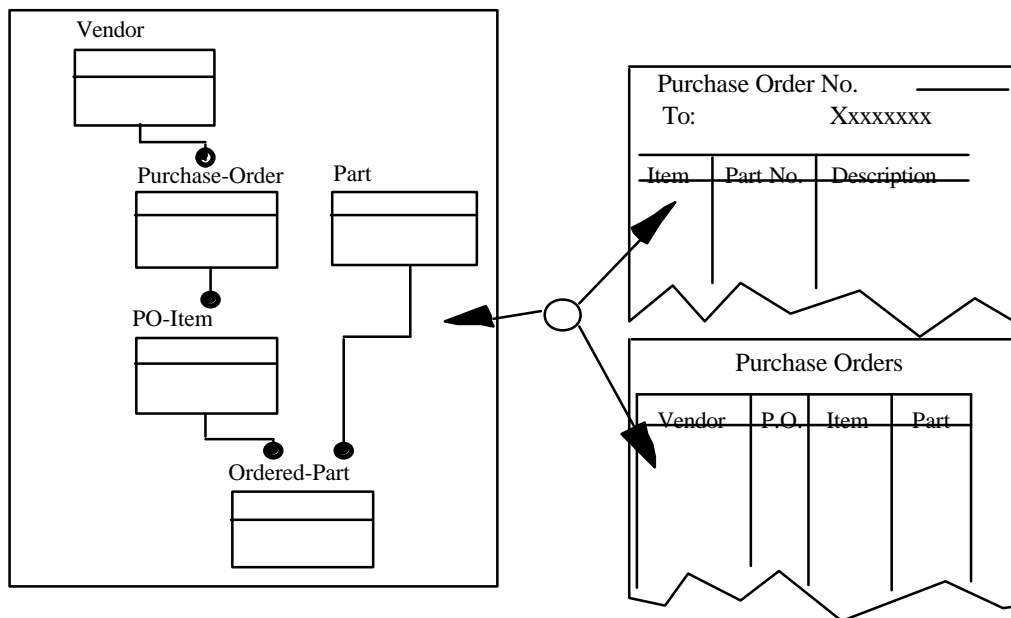 Vendor
Purchase-Order
Part
PO-Item
Ordered-Part
Purchase Order No.
To: Xxxxxxxx
Item Part No. Description
Purchase Orders
Vendor P.O. Item Part